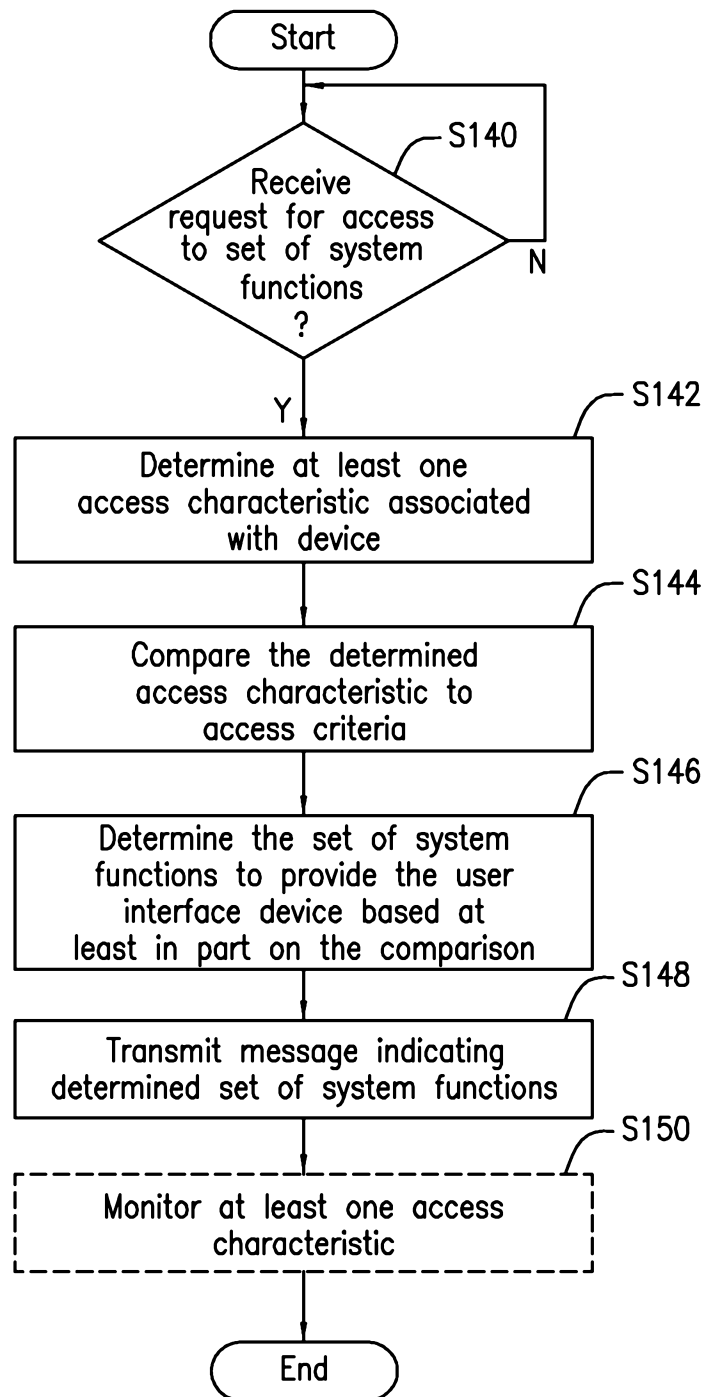 Start
S140
Receive
request for access
to set of system
functions
?
N
Y
S142
Determine at least one
access characteristic associated
with device
S144
Compare the determined
access characteristic to
access criteria
S146
Determine the set of system
functions to provide the user
interface device based at
least in part on the comparison
S148
Transmit message indicating
determined set of system functions
S150
Monitor at least one access
characteristic
End